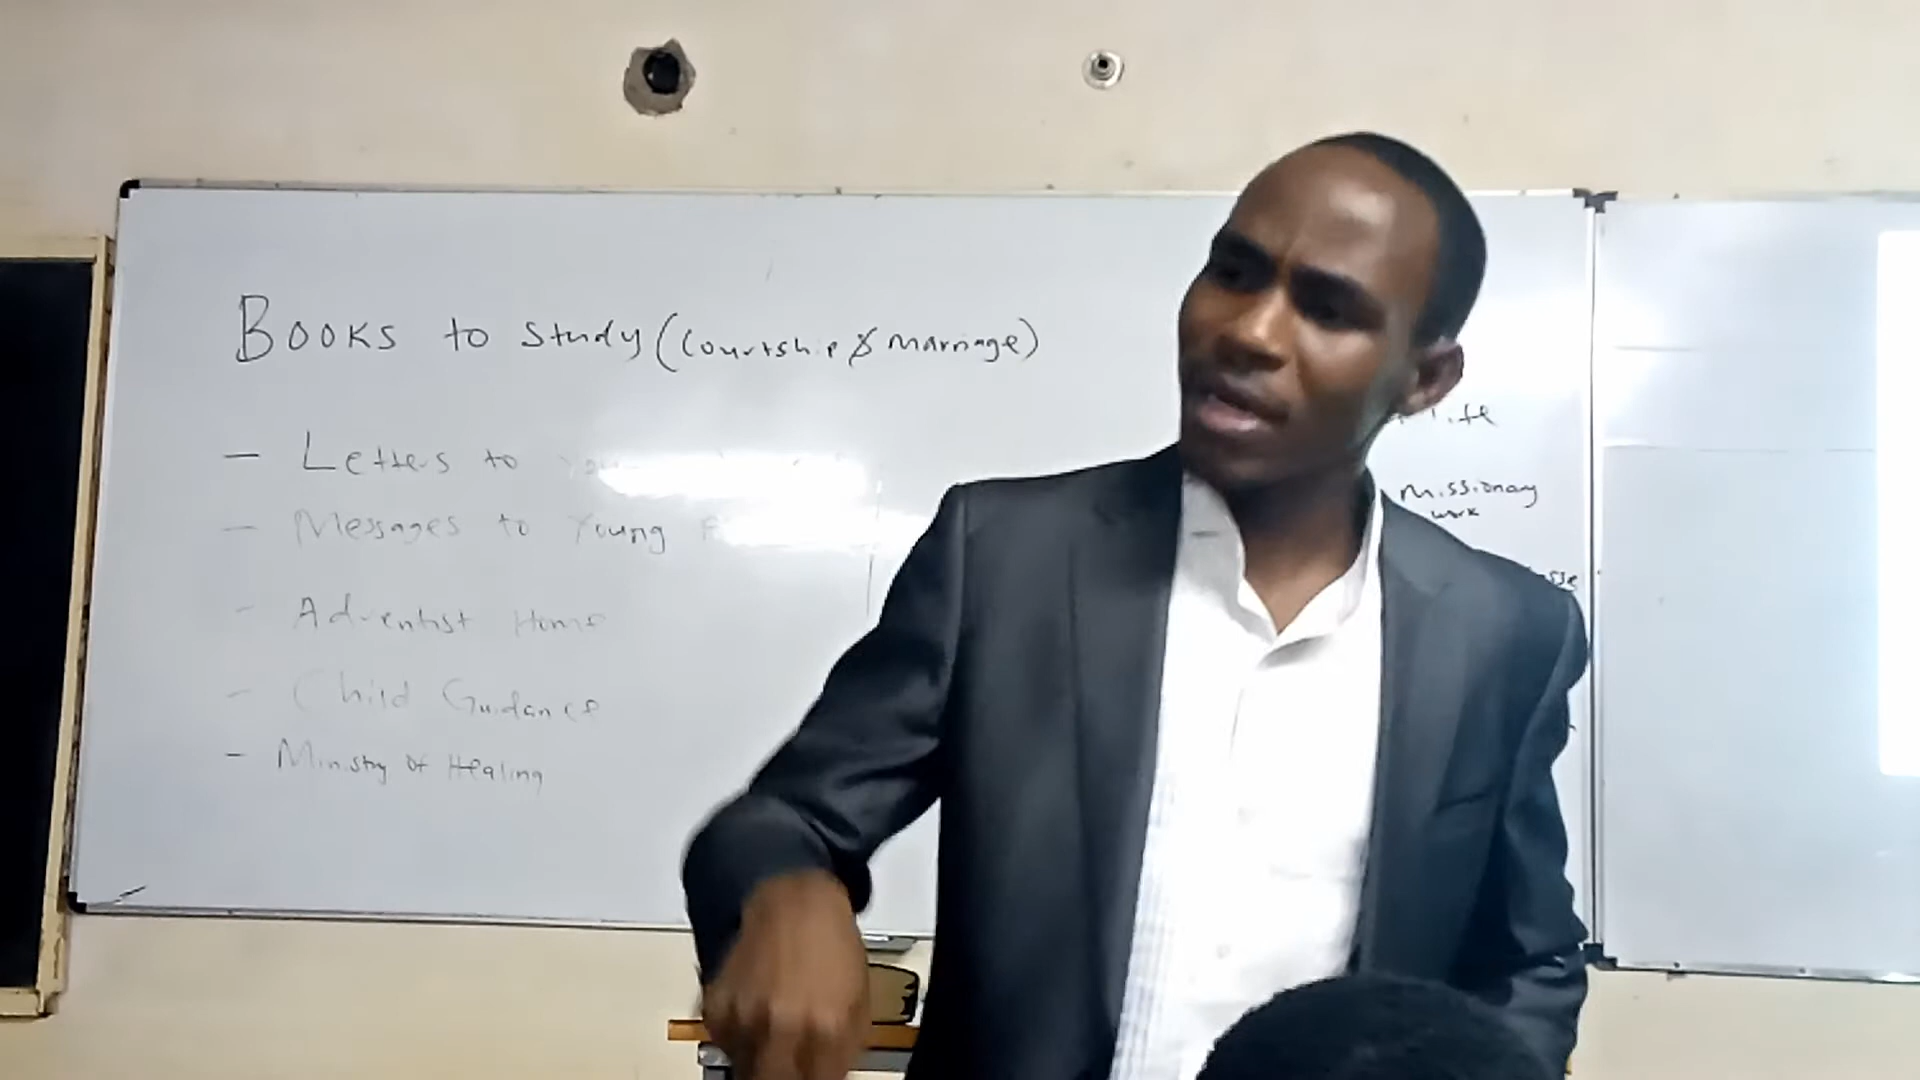 BOOKS to study (Courtship & Marriage)
- Letters to
- Messages to Young
- Adventist Home
- Child Guidance
- Ministry of Healing
Life
Missionary
work